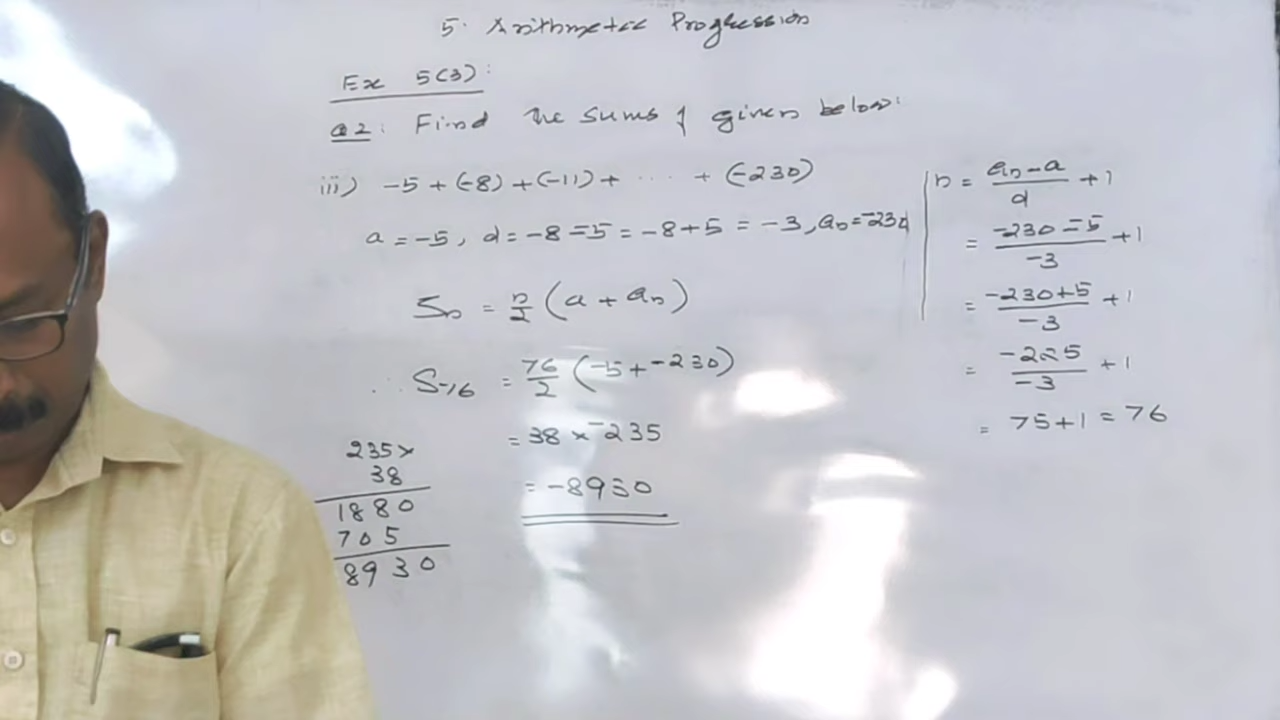 5. Arithmetic Progression
Ex 5(3):
Q2: Find the sums of given below:
iii) -5 + (-8) + (-11) + ... + (-230)
a = -5, d = -8 - -5 = -8+5 = -3, an = -230
Sn = n/2 (a + an)
∴ S76 = 76/2 (-5 + -230)
= 38 × -235
= -8930
235×
38
1880
705
8930
n = (an - a)/d + 1
= (-230 - -5)/-3 + 1
= (-230+5)/-3 + 1
= -225/-3 + 1
= 75+1 = 76